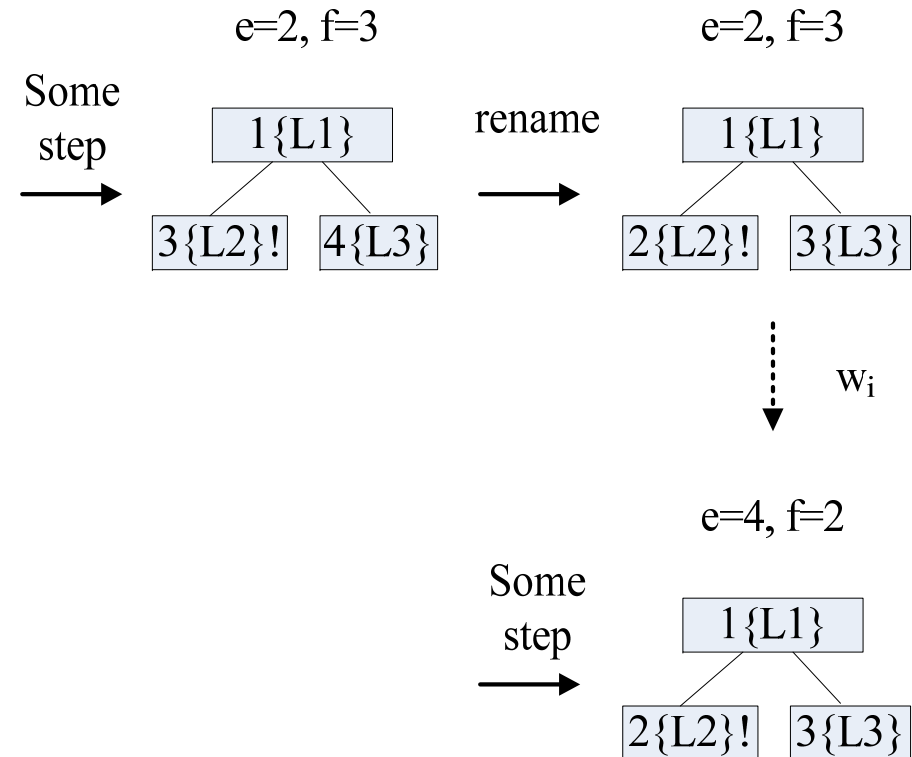 e=2, f=3
Some
step
1{L1}
3{L2}!
4{L3}
rename
e=2, f=3
1{L1}
2{L2}!
3{L3}
wi
Some
step
e=4, f=2
1{L1}
2{L2}!
3{L3}